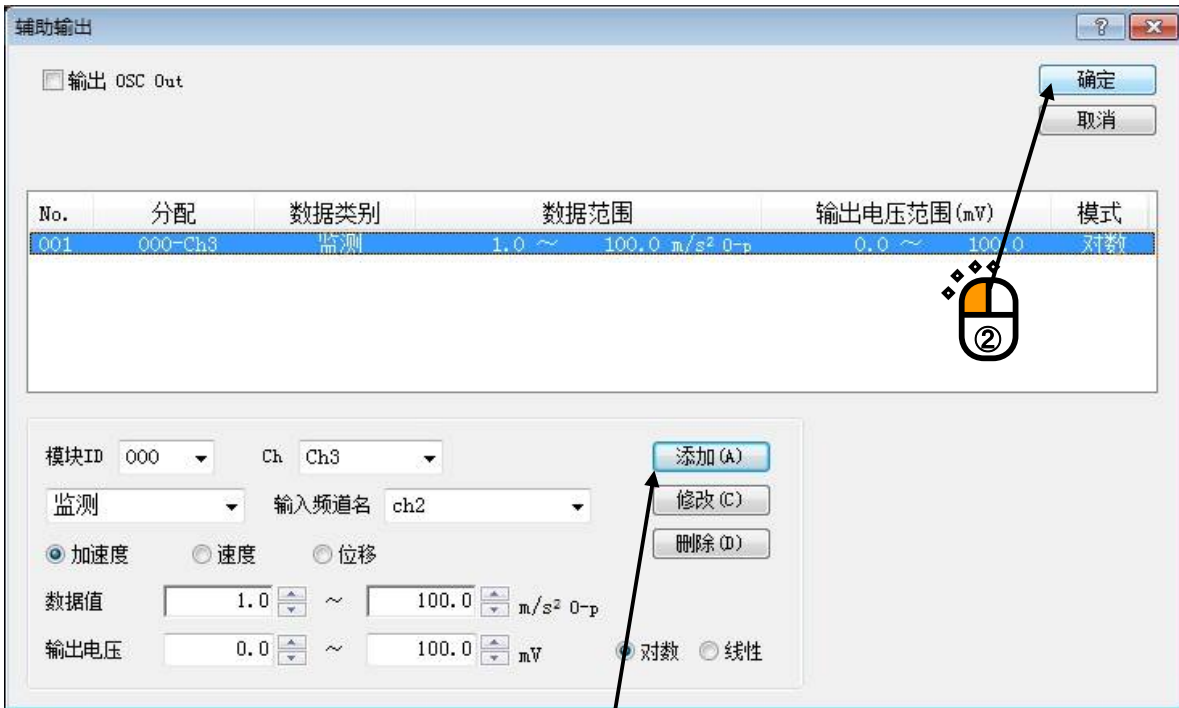 辅助输出
输出 OSC Out
确定
取消
No. 分配 数据类别 数据范围 输出电压范围(mV) 模式
001 000-Ch3 监测 1.0 ～ 100.0 m/s² 0-p 0.0 ～ 100.0 对数
②
模块ID 000 Ch Ch3 添加(A)
监测 输入频道名 ch2 修改(C)
删除(D)
加速度 速度 位移
数据值 1.0 ～ 100.0 m/s² 0-p
输出电压 0.0 ～ 100.0 mV 对数 线性